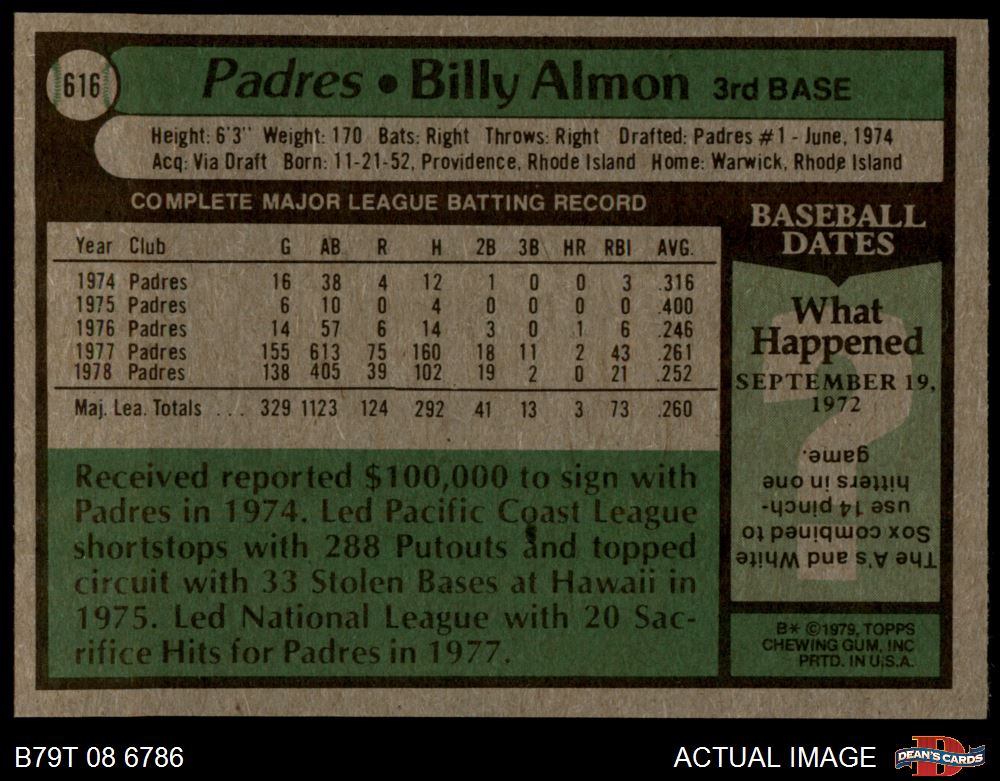 616
Padres • Billy Almon 3rd BASE
Height: 6'3" Weight: 170 Bats: Right Throws: Right Drafted: Padres #1 - June, 1974
Acq: Via Draft Born: 11-21-52, Providence, Rhode Island Home: Warwick, Rhode Island
COMPLETE MAJOR LEAGUE BATTING RECORD
Year Club G AB R H 2B 3B HR RBI AVG.
1974 Padres 16 38 4 12 1 0 0 3 .316
1975 Padres 6 10 0 4 0 0 0 0 .400
1976 Padres 14 57 6 14 3 0 1 6 .246
1977 Padres 155 613 75 160 18 11 2 43 .261
1978 Padres 138 405 39 102 19 2 0 21 .252
Maj. Lea. Totals ... 329 1123 124 292 41 13 3 73 .260
Received reported $100,000 to sign with
Padres in 1974. Led Pacific Coast League
shortstops with 288 Putouts and topped
circuit with 33 Stolen Bases at Hawaii in
1975. Led National League with 20 Sac-
rifice Hits for Padres in 1977.
BASEBALL
DATES
What
Happened
SEPTEMBER 19,
1972
The A's and White
Sox combined to
use 14 pinch-
hitters in one
game.
B* ©1979, TOPPS
CHEWING GUM, INC
PRTD. IN U.S.A.
B79T 08 6786
ACTUAL IMAGE
D
DEAN'S CARDS